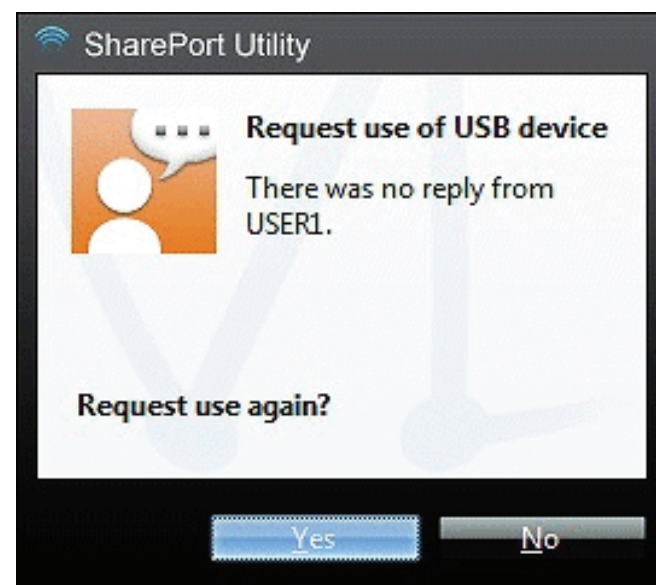 SharePort Utility
Request use of USB device
There was no reply from
USER1.
Request use again?
Yes
No